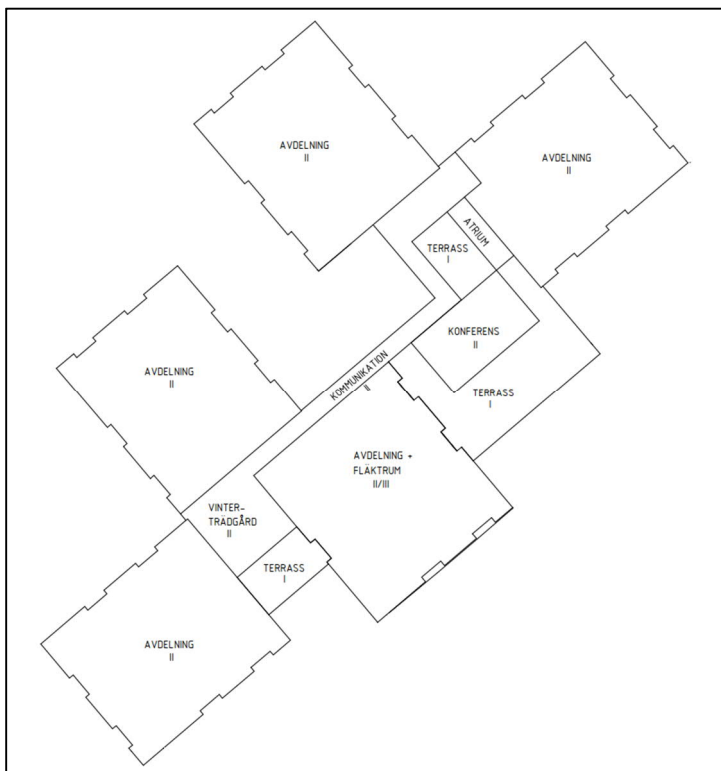 AVDELNING
II
AVDELNING
II
ATRIUM
TERRASS
I
KONFERENS
II
KOMMUNIKATION
II
AVDELNING
II
TERRASS
I
AVDELNING +
FLÄKTRUM
II/III
VINTER-
TRÄDGÅRD
II
TERRASS
I
AVDELNING
II